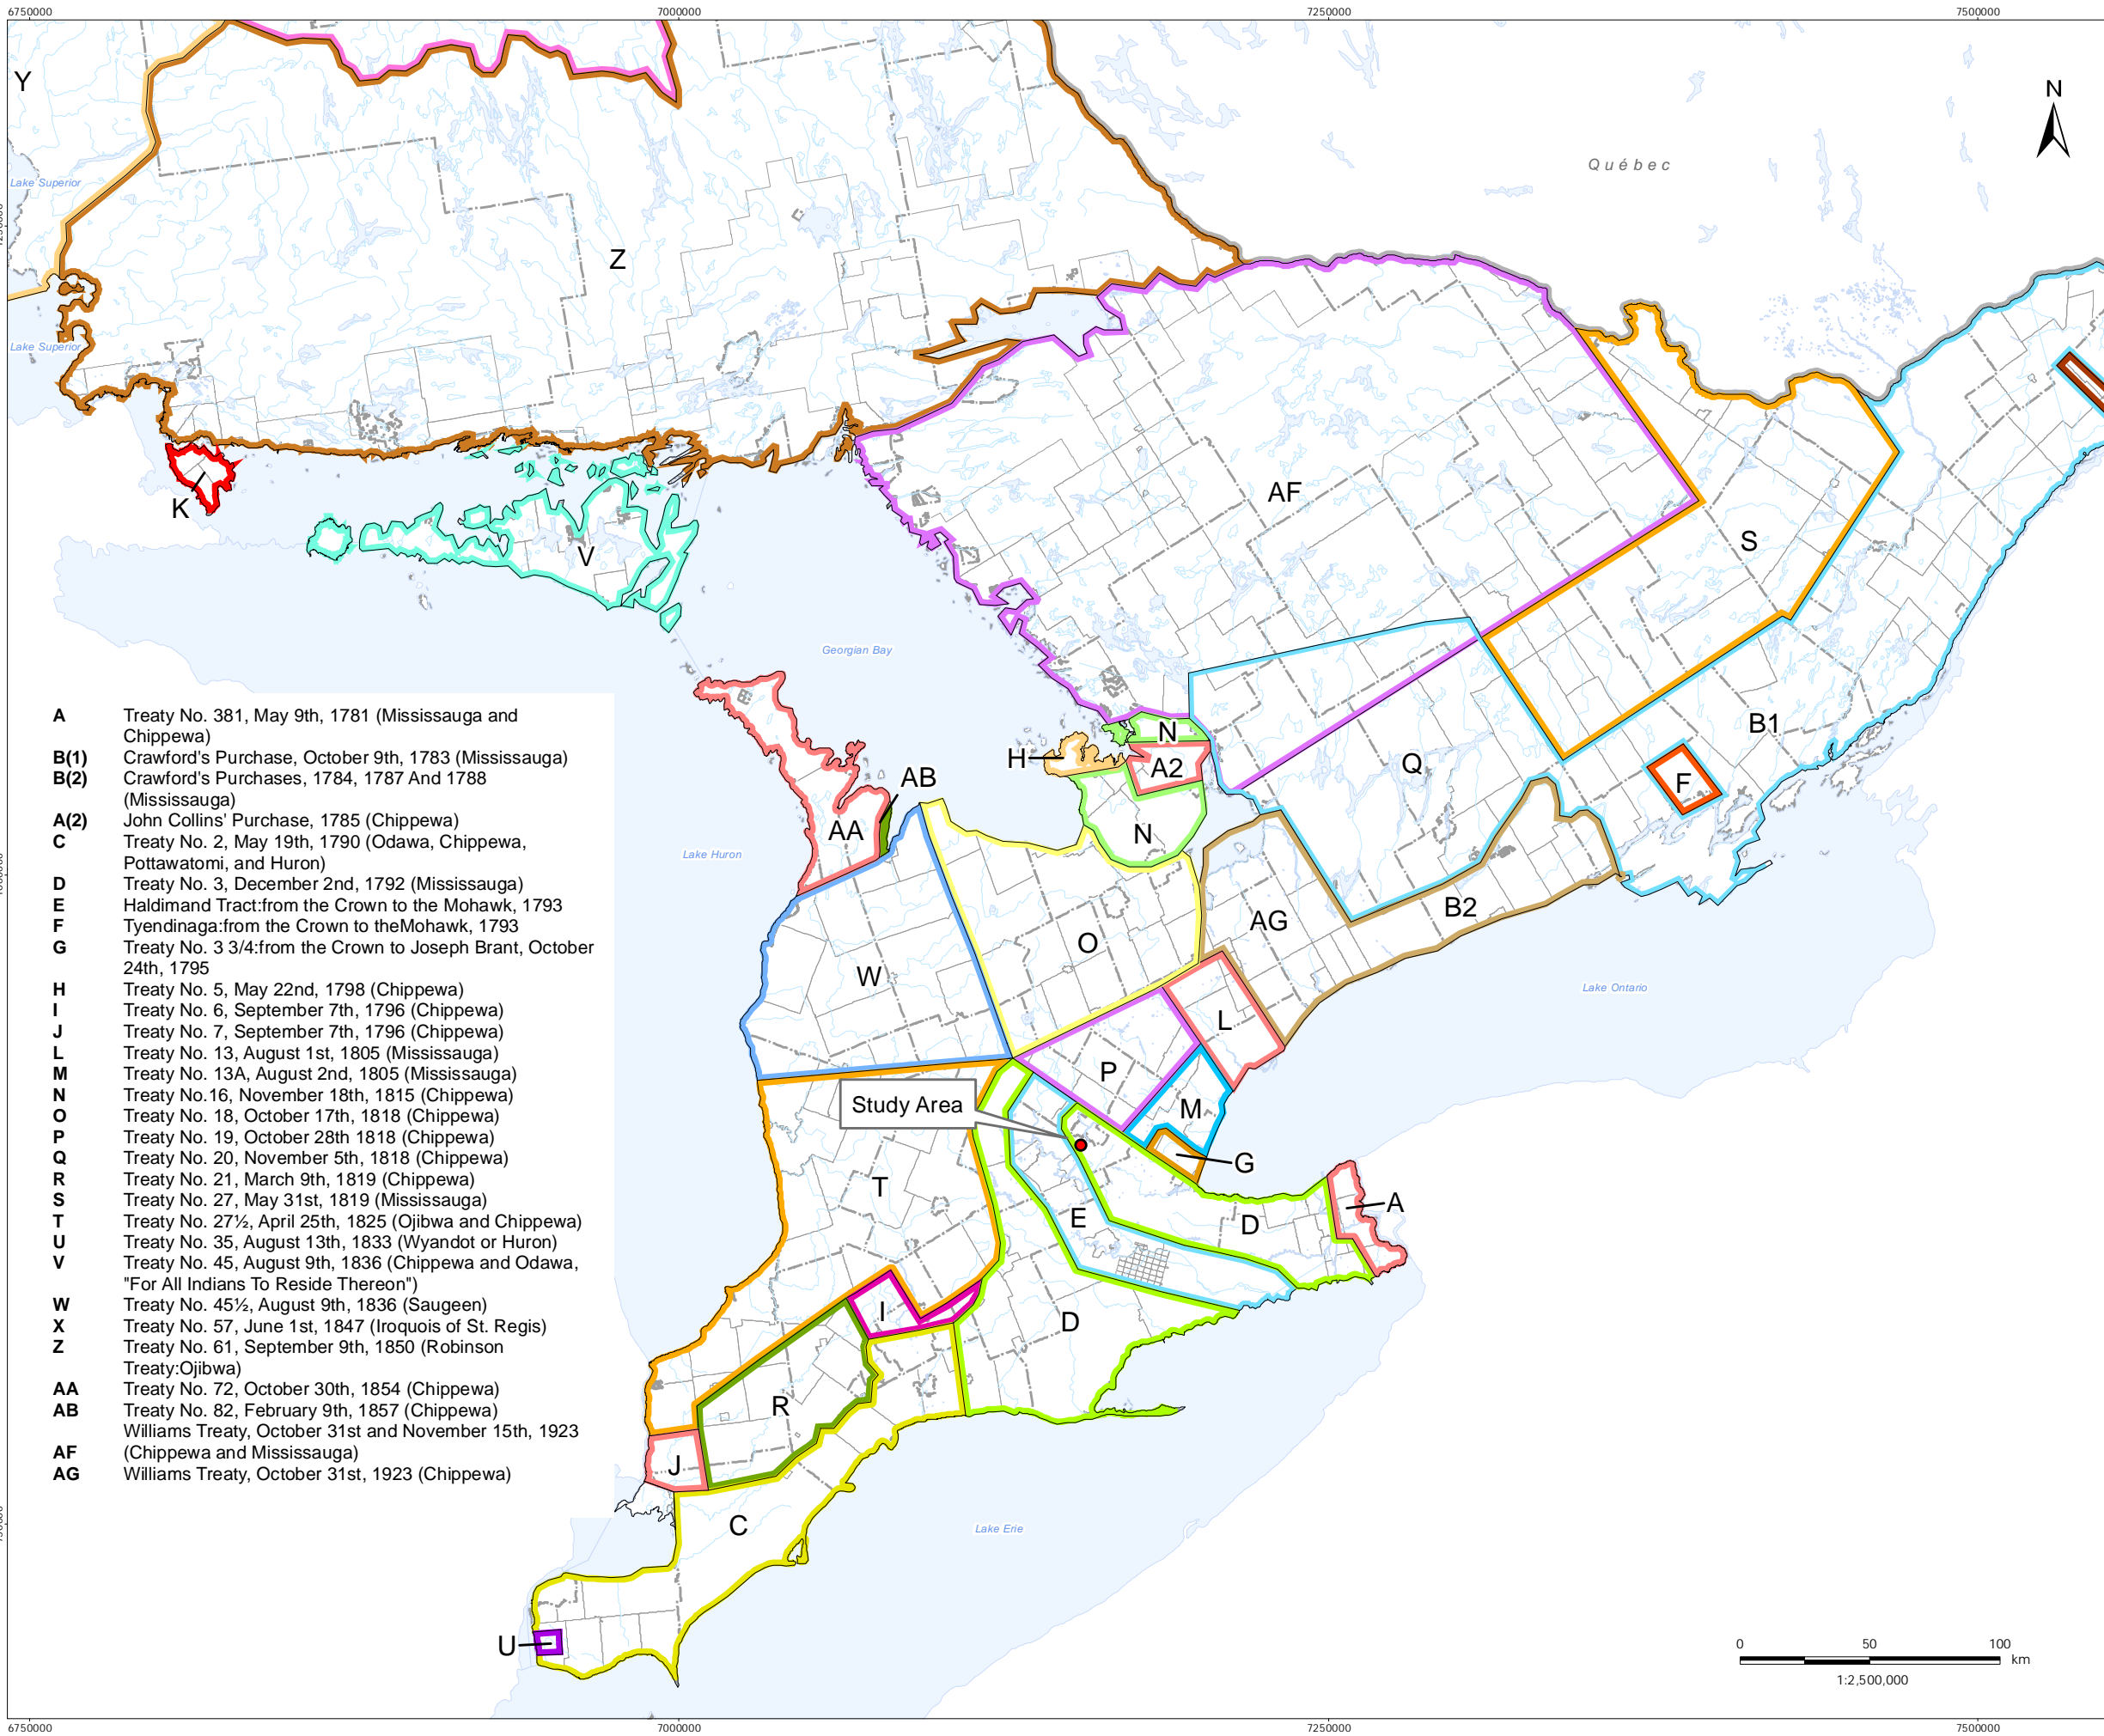 6750000
7000000
7250000
7500000
Y
N
Québec
Lake Superior
Z
Lake Superior
AF
K
S
V
Georgian Bay
A Treaty No. 381, May 9th, 1781 (Mississauga and
Chippewa)
B(1) Crawford's Purchase, October 9th, 1783 (Mississauga)
B(2) Crawford's Purchases, 1784, 1787 And 1788
(Mississauga)
A(2) John Collins' Purchase, 1785 (Chippewa)
C Treaty No. 2, May 19th, 1790 (Odawa, Chippewa,
Pottawatomi, and Huron)
D Treaty No. 3, December 2nd, 1792 (Mississauga)
E Haldimand Tract:from the Crown to the Mohawk, 1793
F Tyendinaga:from the Crown to theMohawk, 1793
G Treaty No. 3 3/4:from the Crown to Joseph Brant, October
24th, 1795
H Treaty No. 5, May 22nd, 1798 (Chippewa)
I Treaty No. 6, September 7th, 1796 (Chippewa)
J Treaty No. 7, September 7th, 1796 (Chippewa)
L Treaty No. 13, August 1st, 1805 (Mississauga)
M Treaty No. 13A, August 2nd, 1805 (Mississauga)
N Treaty No.16, November 18th, 1815 (Chippewa)
O Treaty No. 18, October 17th, 1818 (Chippewa)
P Treaty No. 19, October 28th 1818 (Chippewa)
Q Treaty No. 20, November 5th, 1818 (Chippewa)
R Treaty No. 21, March 9th, 1819 (Chippewa)
S Treaty No. 27, May 31st, 1819 (Mississauga)
T Treaty No. 27½, April 25th, 1825 (Ojibwa and Chippewa)
U Treaty No. 35, August 13th, 1833 (Wyandot or Huron)
V Treaty No. 45, August 9th, 1836 (Chippewa and Odawa,
"For All Indians To Reside Thereon")
W Treaty No. 45½, August 9th, 1836 (Saugeen)
X Treaty No. 57, June 1st, 1847 (Iroquois of St. Regis)
Z Treaty No. 61, September 9th, 1850 (Robinson
Treaty:Ojibwa)
AA Treaty No. 72, October 30th, 1854 (Chippewa)
AB Treaty No. 82, February 9th, 1857 (Chippewa)
Williams Treaty, October 31st and November 15th, 1923
AF (Chippewa and Mississauga)
AG Williams Treaty, October 31st, 1923 (Chippewa)
B1
N
H
A2
Q
AB
F
AA
N
Lake Huron
B2
AG
O
W
Lake Ontario
L
P
Study Area
M
G
T
A
E
D
I
D
R
J
C
Lake Erie
U
0 50 100
km
1:2,500,000
6750000
7000000
7250000
7500000